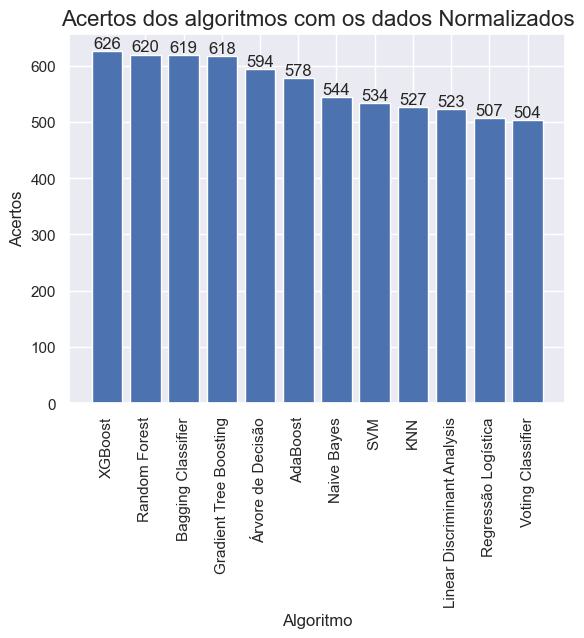 Acertos dos algoritmos com os dados Normalizados
626
620
619
618
594
578
544
534
527
523
507
504
600
500
400
300
200
100
0
Acertos
XGBoost
Random Forest
Bagging Classifier
Gradient Tree Boosting
Árvore de Decisão
AdaBoost
Naive Bayes
SVM
KNN
Linear Discriminant Analysis
Regressão Logística
Voting Classifier
Algoritmo